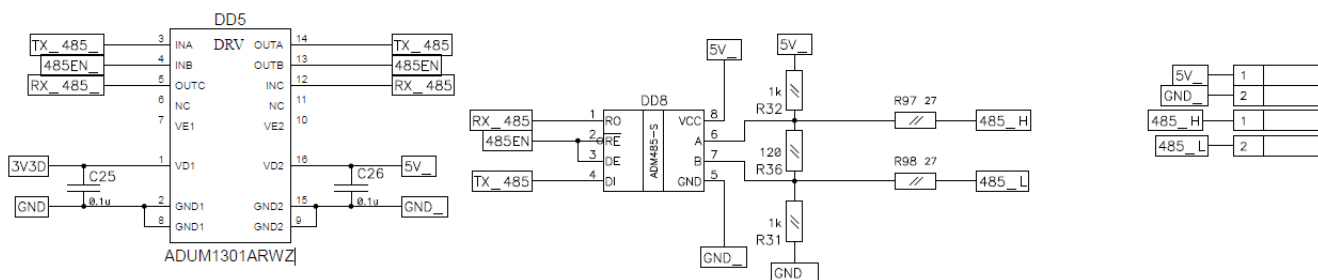 DD5
DRV
TX_485_ 3 INA OUTA 14 TX_485
485EN_ 4 INB OUTB 13 485EN
RX_485_ 5 OUTC INC 12 RX_485
6 NC NC 11
7 VE1 VE2 10
3V3D 1 VD1 VD2 16 5V_
C25 0.1u
C26 0.1u
GND 2 GND1 GND2 15 GND_
8 GND1 GND2 9
ADUM1301ARWZ
DD8
ADM485-S
RX_485 1 RO VCC 8 5V_
485EN 2 RE A 6
3 DE B 7
TX_485 4 DI GND 5 GND_
5V_
1k
R32
120
R36
1k
R31
GND
R97 27 485_H
R98 27 485_L
5V_ 1
GND_ 2
485_H 1
485_L 2